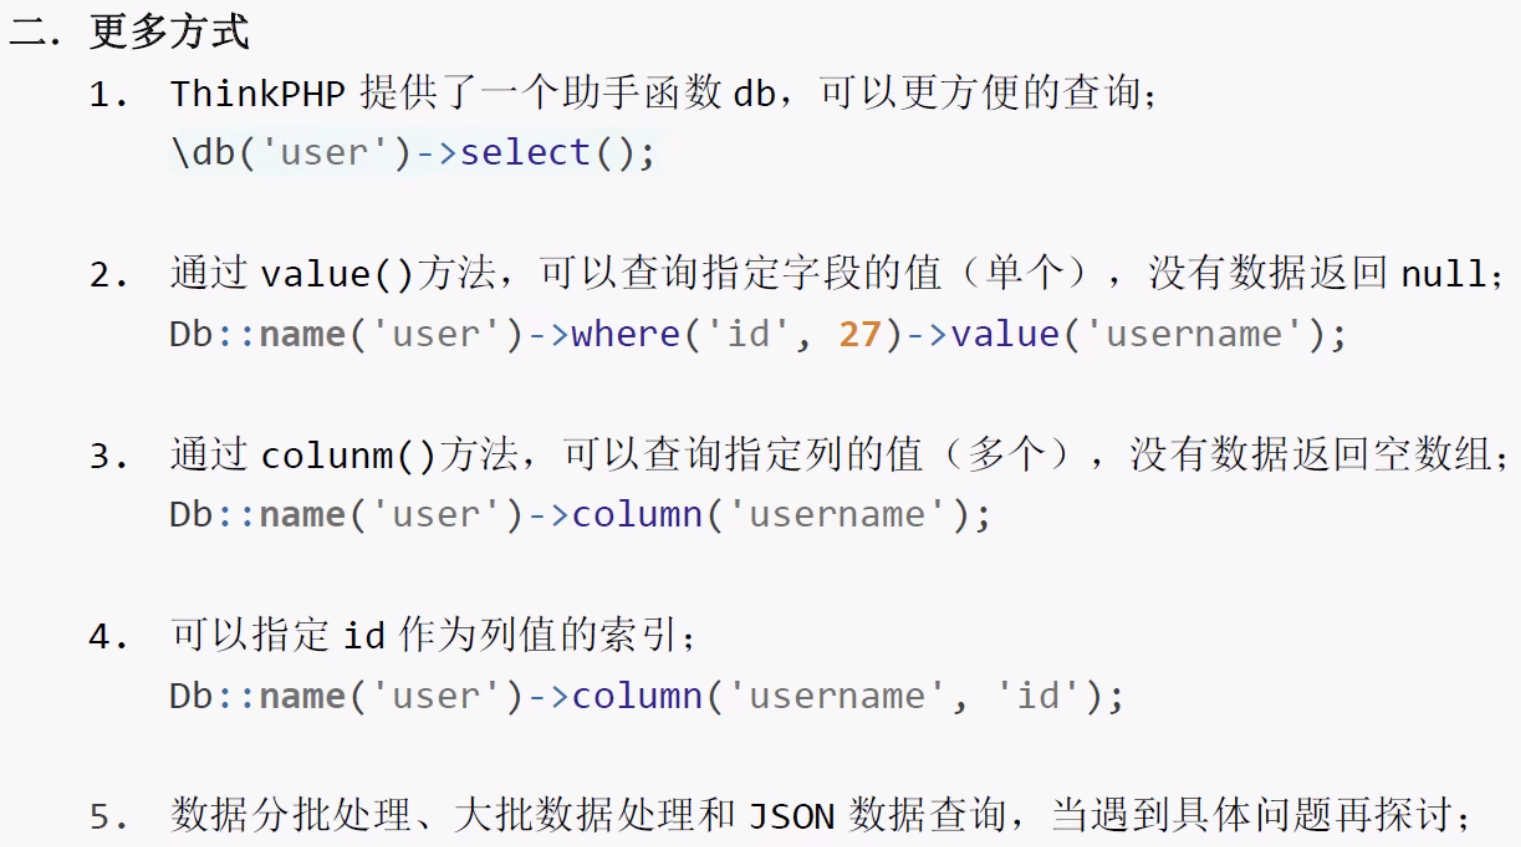 二. 更多方式
1. ThinkPHP 提供了一个助手函数 db，可以更方便的查询；
\db('user')->select();
2. 通过 value()方法，可以查询指定字段的值（单个），没有数据返回 null；
Db::name('user')->where('id', 27)->value('username');
3. 通过 colunm()方法，可以查询指定列的值（多个），没有数据返回空数组；
Db::name('user')->column('username');
4. 可以指定 id 作为列值的索引；
Db::name('user')->column('username', 'id');
5. 数据分批处理、大批数据处理和 JSON 数据查询，当遇到具体问题再探讨；